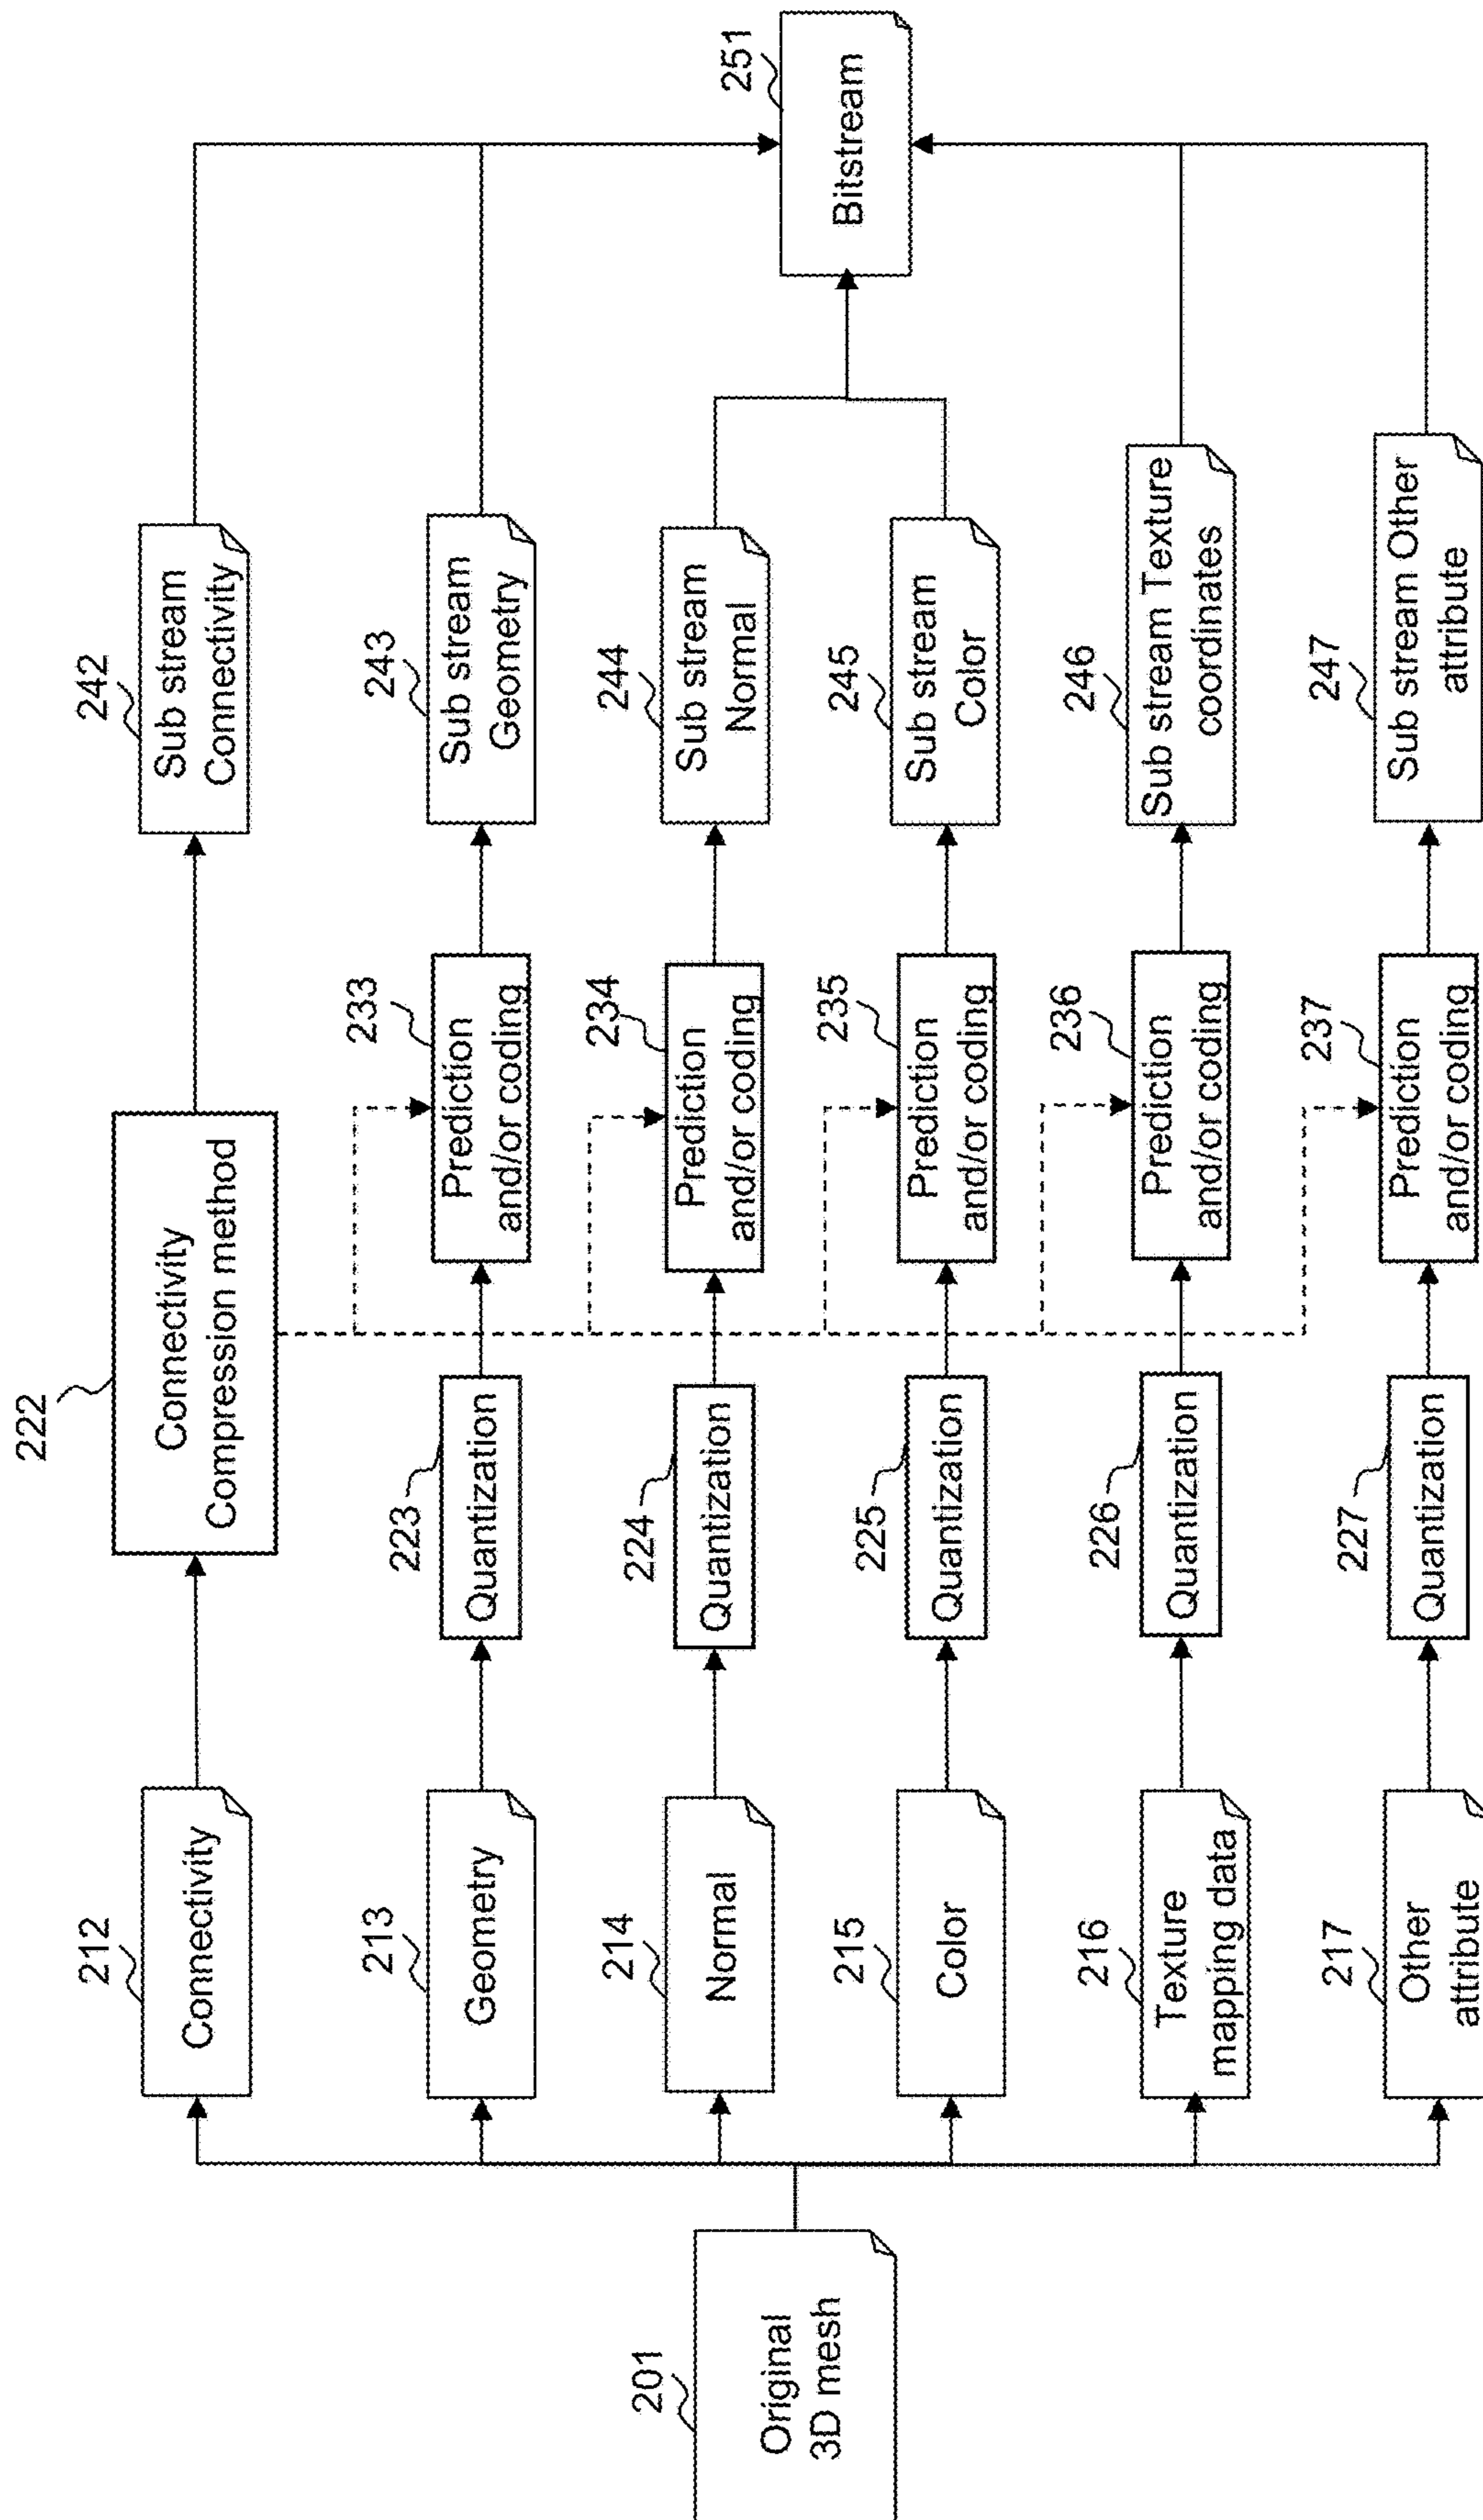 201
Original
3D mesh
212
Connectivity
222
Connectivity
Compression method
242
Sub stream
Connectivity
213
Geometry
223
Quantization
233
Prediction
and/or coding
243
Sub stream
Geometry
214
Normal
224
Quantization
234
Prediction
and/or coding
244
Sub stream
Normal
215
Color
225
Quantization
235
Prediction
and/or coding
245
Sub stream
Color
216
Texture
mapping data
226
Quantization
236
Prediction
and/or coding
246
Sub stream Texture
coordinates
217
Other
attribute
227
Quantization
237
Prediction
and/or coding
247
Sub stream Other
attribute
251
Bitstream